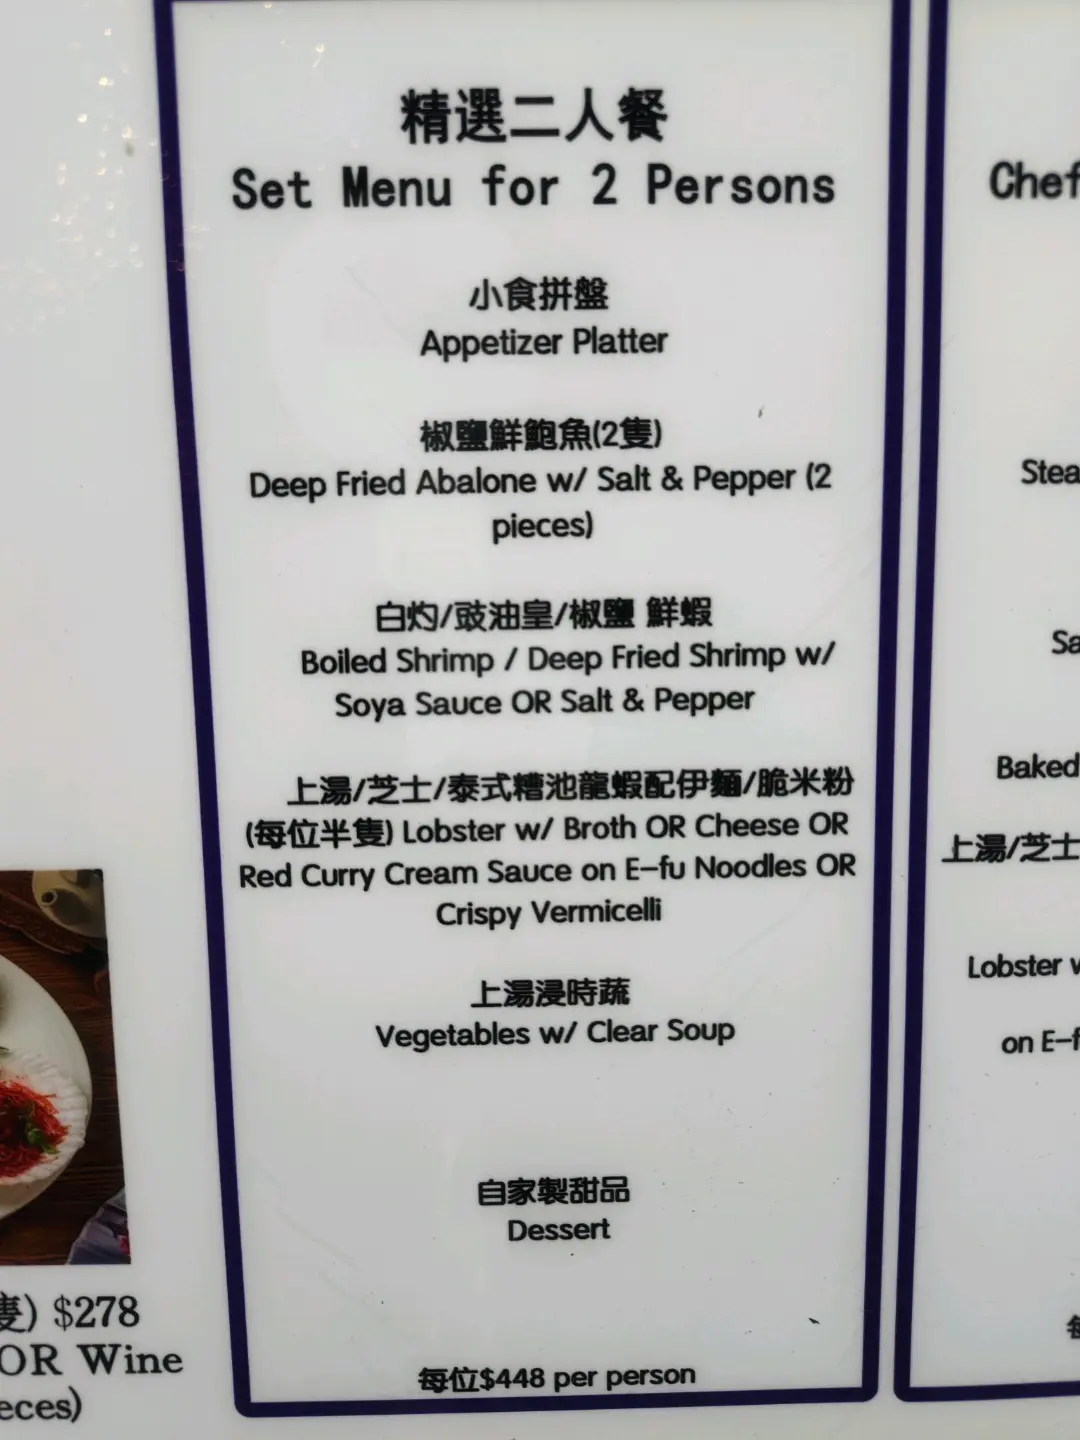 精選二人餐
Set Menu for 2 Persons
小食拼盤
Appetizer Platter
椒鹽鮮鮑魚(2隻)
Deep Fried Abalone w/ Salt & Pepper (2
pieces)
白灼/豉油皇/椒鹽 鮮蝦
Boiled Shrimp / Deep Fried Shrimp w/
Soya Sauce OR Salt & Pepper
上湯/芝士/泰式糟池龍蝦配伊麵/脆米粉
(每位半隻) Lobster w/ Broth OR Cheese OR
Red Curry Cream Sauce on E-fu Noodles OR
Crispy Vermicelli
上湯浸時蔬
Vegetables w/ Clear Soup
自家製甜品
Dessert
每位$448 per person
隻) $278
OR Wine
Chef
Baked
上湯/芝士
Lobster
on E-f